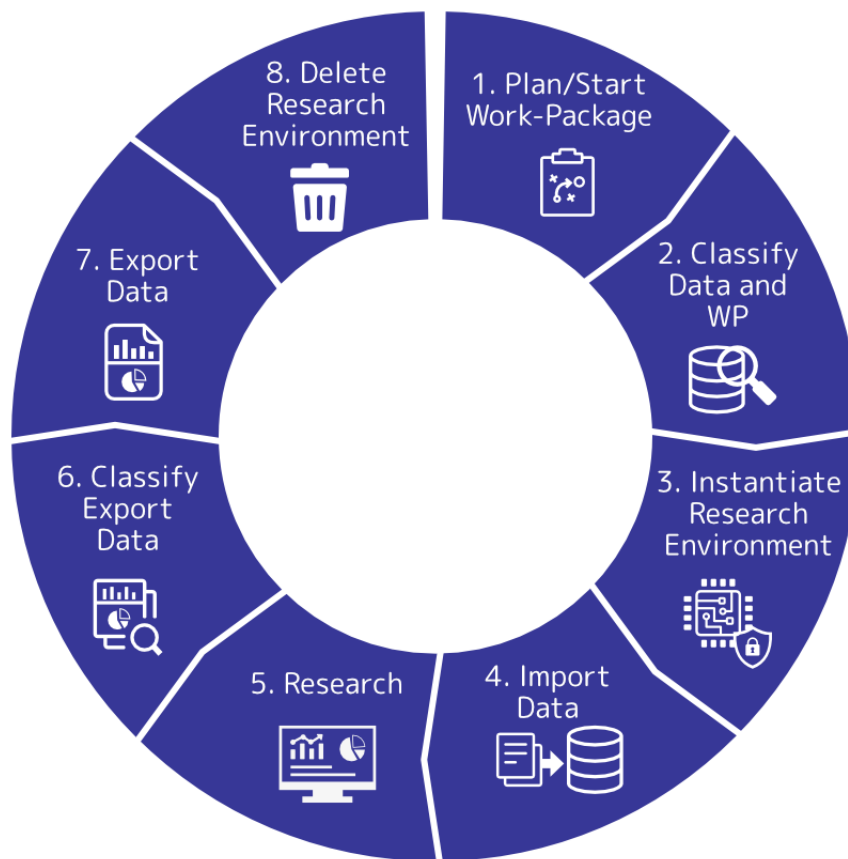 1. Plan/Start
Work-Package
2. Classify
Data and
WP
3. Instantiate
Research
Environment
4. Import
Data
5. Research
6. Classify
Export
Data
7. Export
Data
8. Delete
Research
Environment